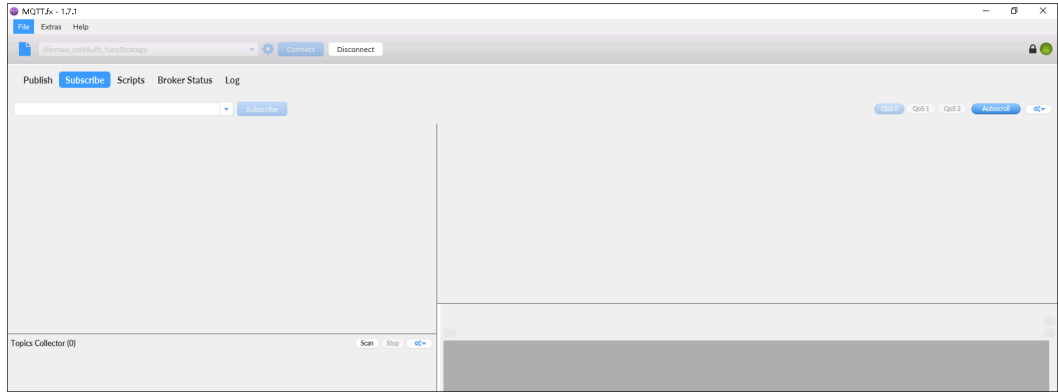 MQTT.fx - 1.7.1
File Extras Help
Connect Disconnect
Publish Subscribe Scripts Broker Status Log
Subscribe QoS 0 QoS 1 QoS 2 Autoscroll
Topics Collector (0) Scan Stop